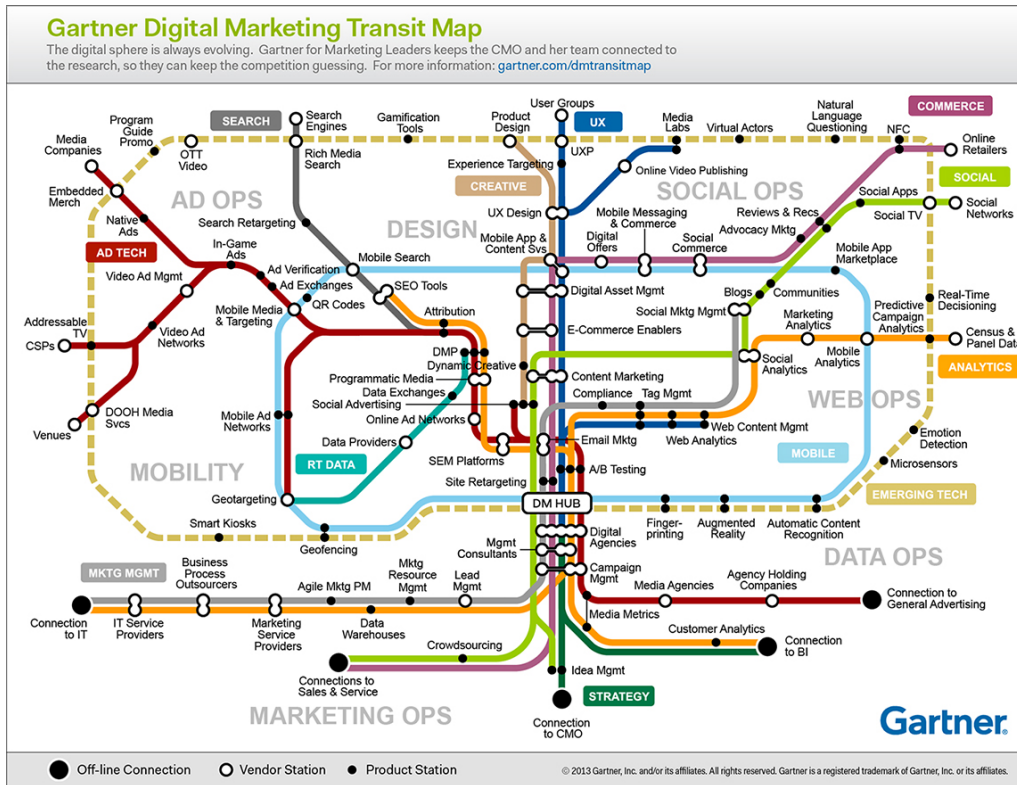 Gartner Digital Marketing Transit Map
The digital sphere is always evolving. Gartner for Marketing Leaders keeps the CMO and her team connected to
the research, so they can keep the competition guessing. For more information: gartner.com/dmtransitmap
User Groups
COMMERCE
Program
Guide
Promo
SEARCH
Search
Engines
Gamification
Tools
Product
Design
UX
Media
Labs
Virtual Actors
Natural
Language
Questioning
NFC
Media
Companies
OTT
Video
Rich Media
Search
UXP
Online
Retailers
Experience Targeting
Online Video Publishing
SOCIAL
Embedded
Merch
AD OPS
CREATIVE
SOCIAL OPS
Social Apps
Social TV
Social
Networks
Native
Ads
Search Retargeting
DESIGN
UX Design
Mobile Messaging
& Commerce
Reviews & Recs
Advocacy Mktg
AD TECH
In-Game
Ads
Mobile App &
Content Svs
Digital
Offers
Social
Commerce
Mobile App
Marketplace
Video Ad Mgmt
Ad Verification
Mobile Search
Ad Exchanges
SEO Tools
QR Codes
Digital Asset Mgmt
Blogs
Communities
Real-Time
Decisioning
Mobile Media
& Targeting
Attribution
Social Mktg Mgmt
Marketing
Analytics
Predictive
Campaign
Analytics
Addressable
TV
CSPs
Video Ad
Networks
E-Commerce Enablers
Census &
Panel Data
DMP
Dynamic Creative
Social
Analytics
Mobile
Analytics
ANALYTICS
Programmatic Media
Content Marketing
Data Exchanges
Compliance
Tag Mgmt
WEB OPS
Social Advertising
DOOH Media
Svcs
Mobile Ad
Networks
Online Ad Networks
Web Content Mgmt
Venues
Data Providers
Email Mktg
Web Analytics
Emotion
Detection
MOBILE
RT DATA
SEM Platforms
A/B Testing
Microsensors
MOBILITY
Site Retargeting
EMERGING TECH
Geotargeting
DM HUB
Smart Kiosks
Geofencing
Finger-
printing
Augmented
Reality
Automatic Content
Recognition
Digital
Agencies
Mgmt
Consultants
DATA OPS
MKTG MGMT
Business
Process
Outsourcers
Agile Mktg PM
Mktg
Resource
Mgmt
Lead
Mgmt
Campaign
Mgmt
Media Agencies
Agency Holding
Companies
Connection to
General Advertising
Connection
to IT
IT Service
Providers
Marketing
Service
Providers
Data
Warehouses
Media Metrics
Customer Analytics
Connection
to BI
Crowdsourcing
Connections to
Sales & Service
Idea Mgmt
STRATEGY
MARKETING OPS
Connection
to CMO
Gartner
Off-line Connection
Vendor Station
Product Station
© 2013 Gartner, Inc. and/or its affiliates. All rights reserved. Gartner is a registered trademark of Gartner, Inc. or its affiliates.